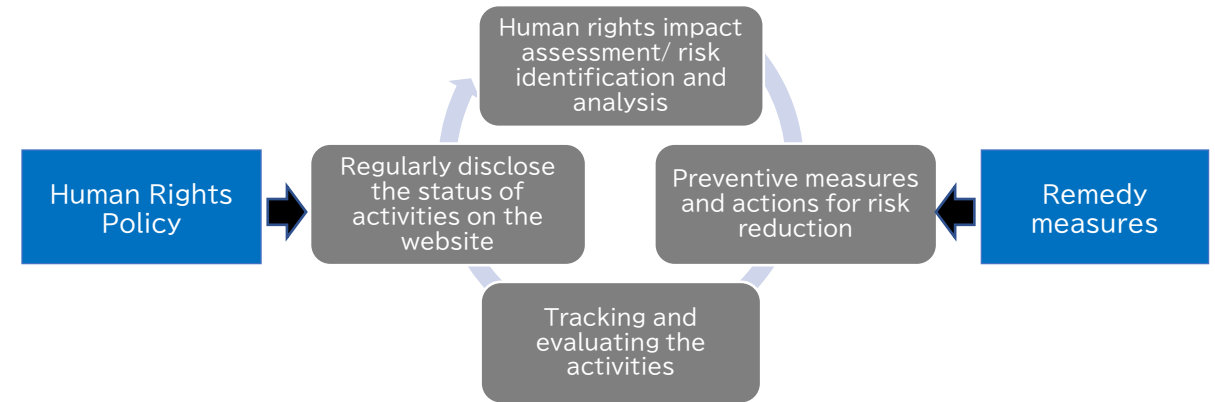 Human rights impact
assessment/ risk
identification and
analysis
Human Rights
Policy
Regularly disclose
the status of
activities on the
website
Preventive measures
and actions for risk
reduction
Remedy
measures
Tracking and
evaluating the
activities